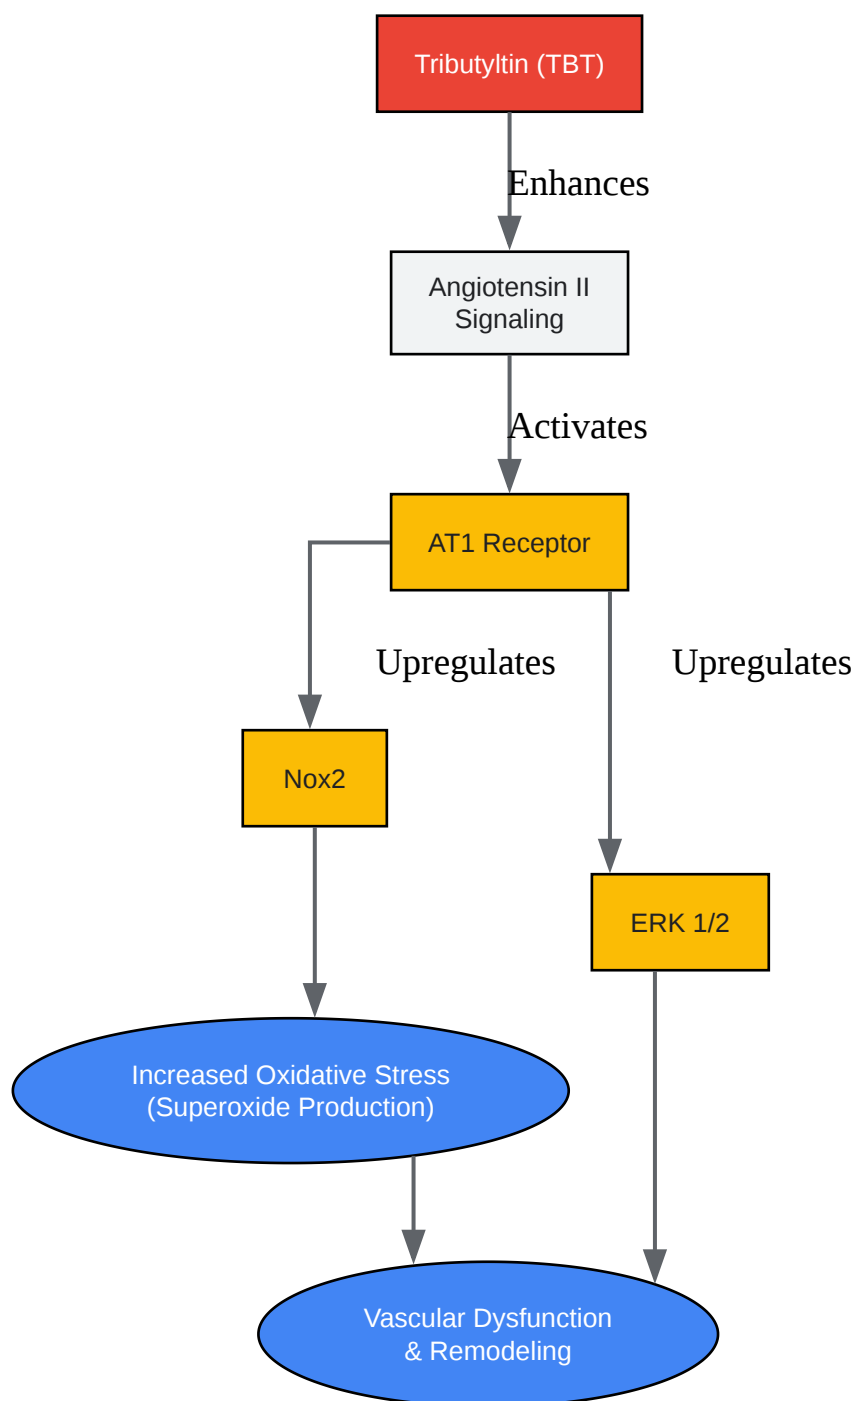 Tributyltin (TBT)
Enhances
Angiotensin II
Signaling
Activates
AT1 Receptor
Upregulates
Upregulates
Nox2
ERK 1/2
Increased Oxidative Stress
(Superoxide Production)
Vascular Dysfunction
& Remodeling